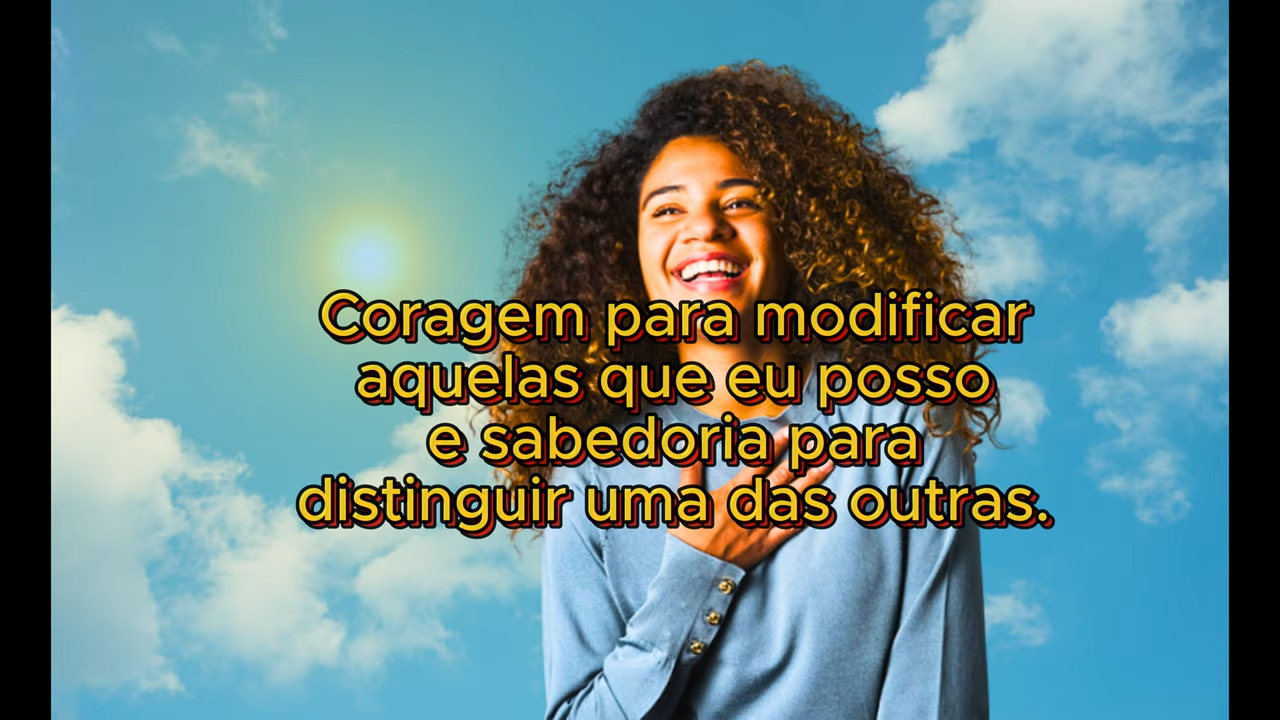 Coragem para modificar
aquelas que eu posso
e sabedoria para
distinguir uma das outras.